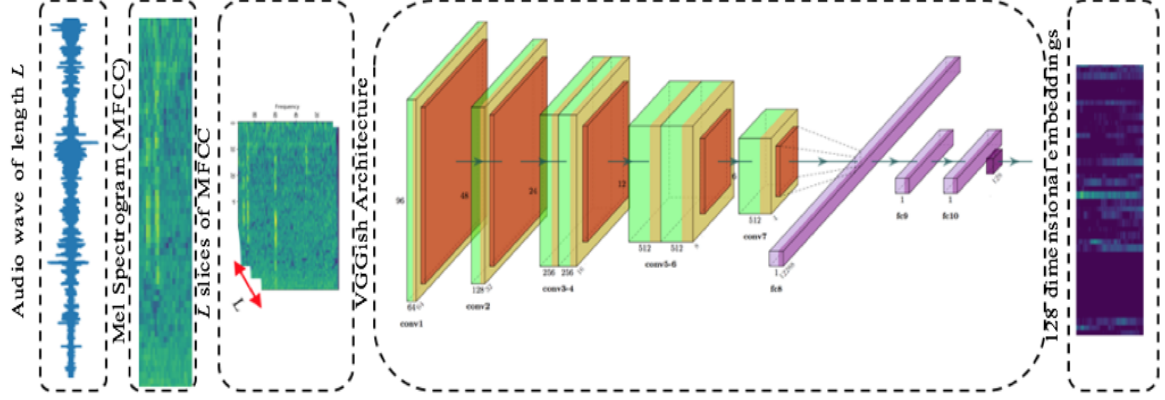 Audio wave of length L
Mel Spectrogram (MFCC)
L slices of MFCC
Frequency
L
VGGish Architecture
96
64
conv1
48
128
conv2
24
256 256
conv3-4
12
512 512
conv5-6
6
512
conv7
1
fc8
1
fc9
1
fc10
128
128 dimensional embeddings